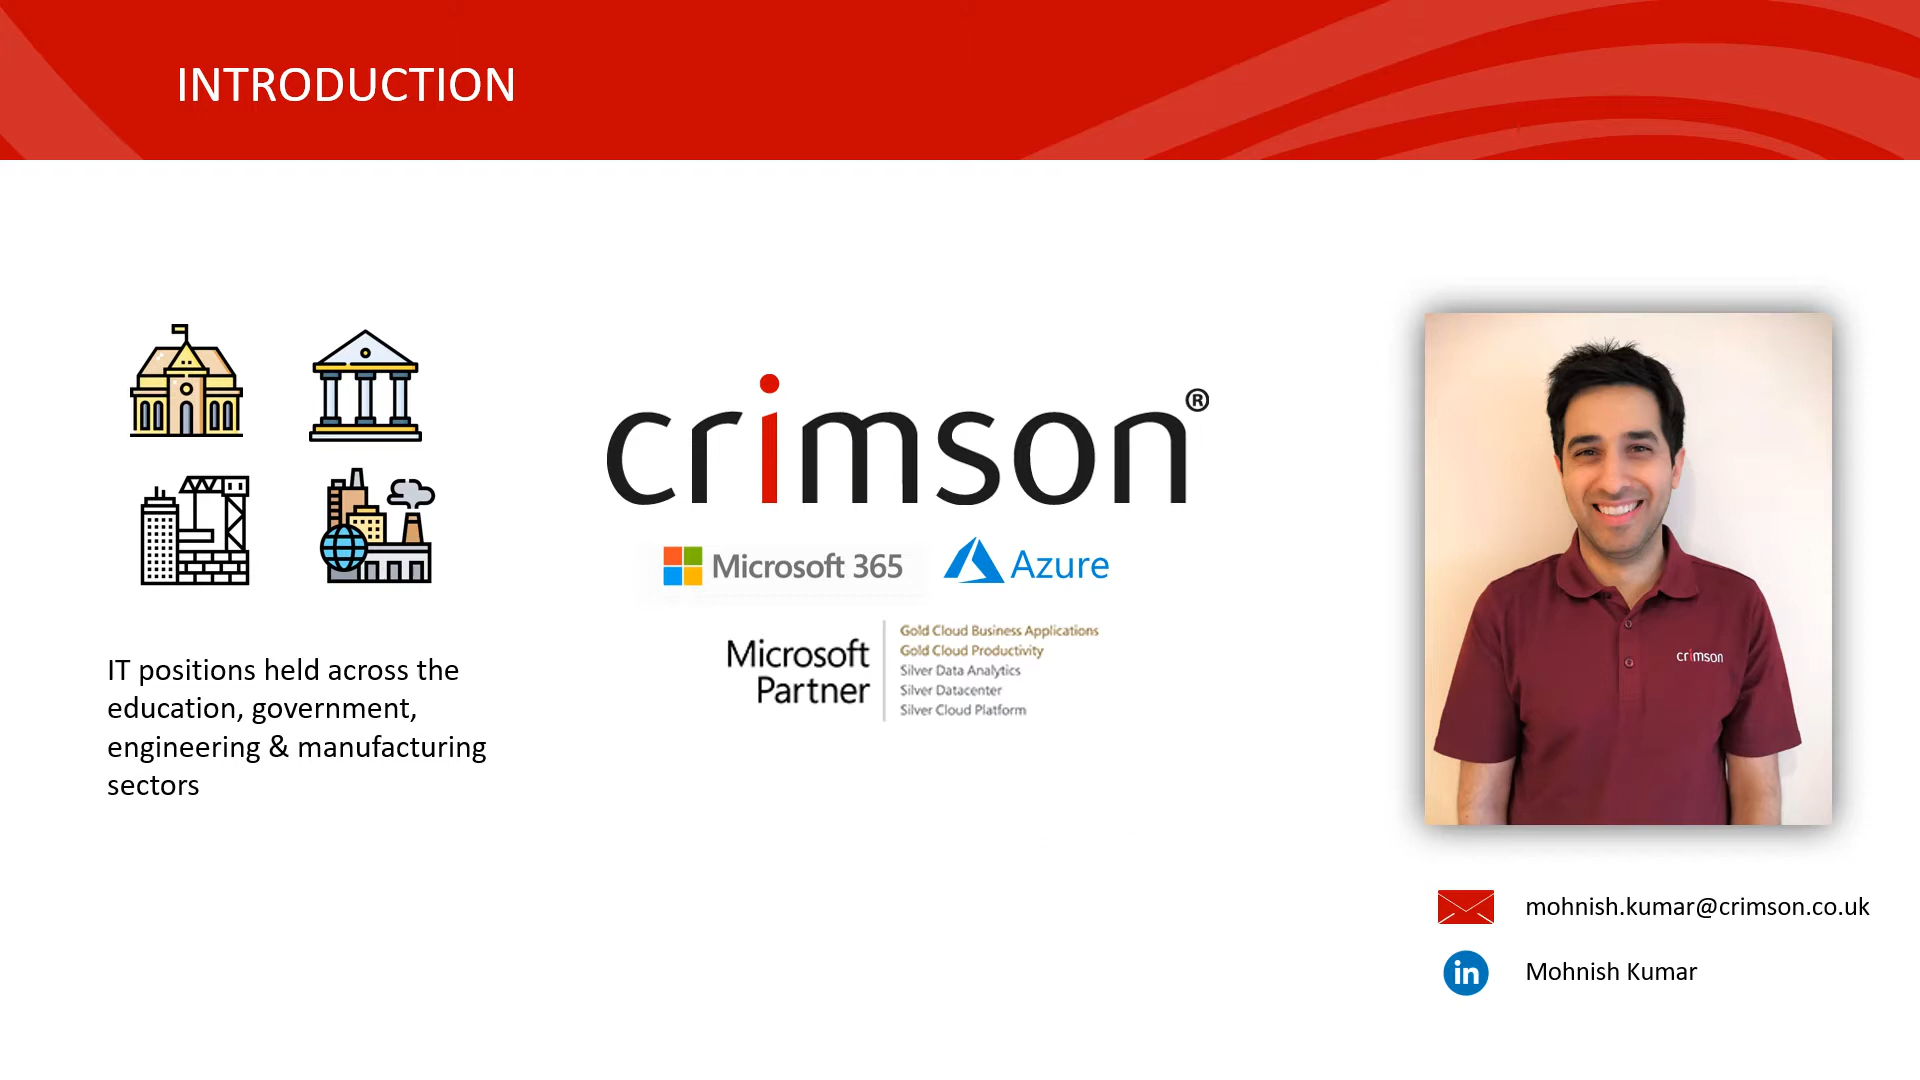 INTRODUCTION
IT positions held across the
education, government,
engineering & manufacturing
sectors
crimson®
Microsoft 365
Azure
Microsoft
Partner
Gold Cloud Business Applications
Gold Cloud Productivity
Silver Data Analytics
Silver Datacenter
Silver Cloud Platform
crimson
mohnish.kumar@crimson.co.uk
in
Mohnish Kumar